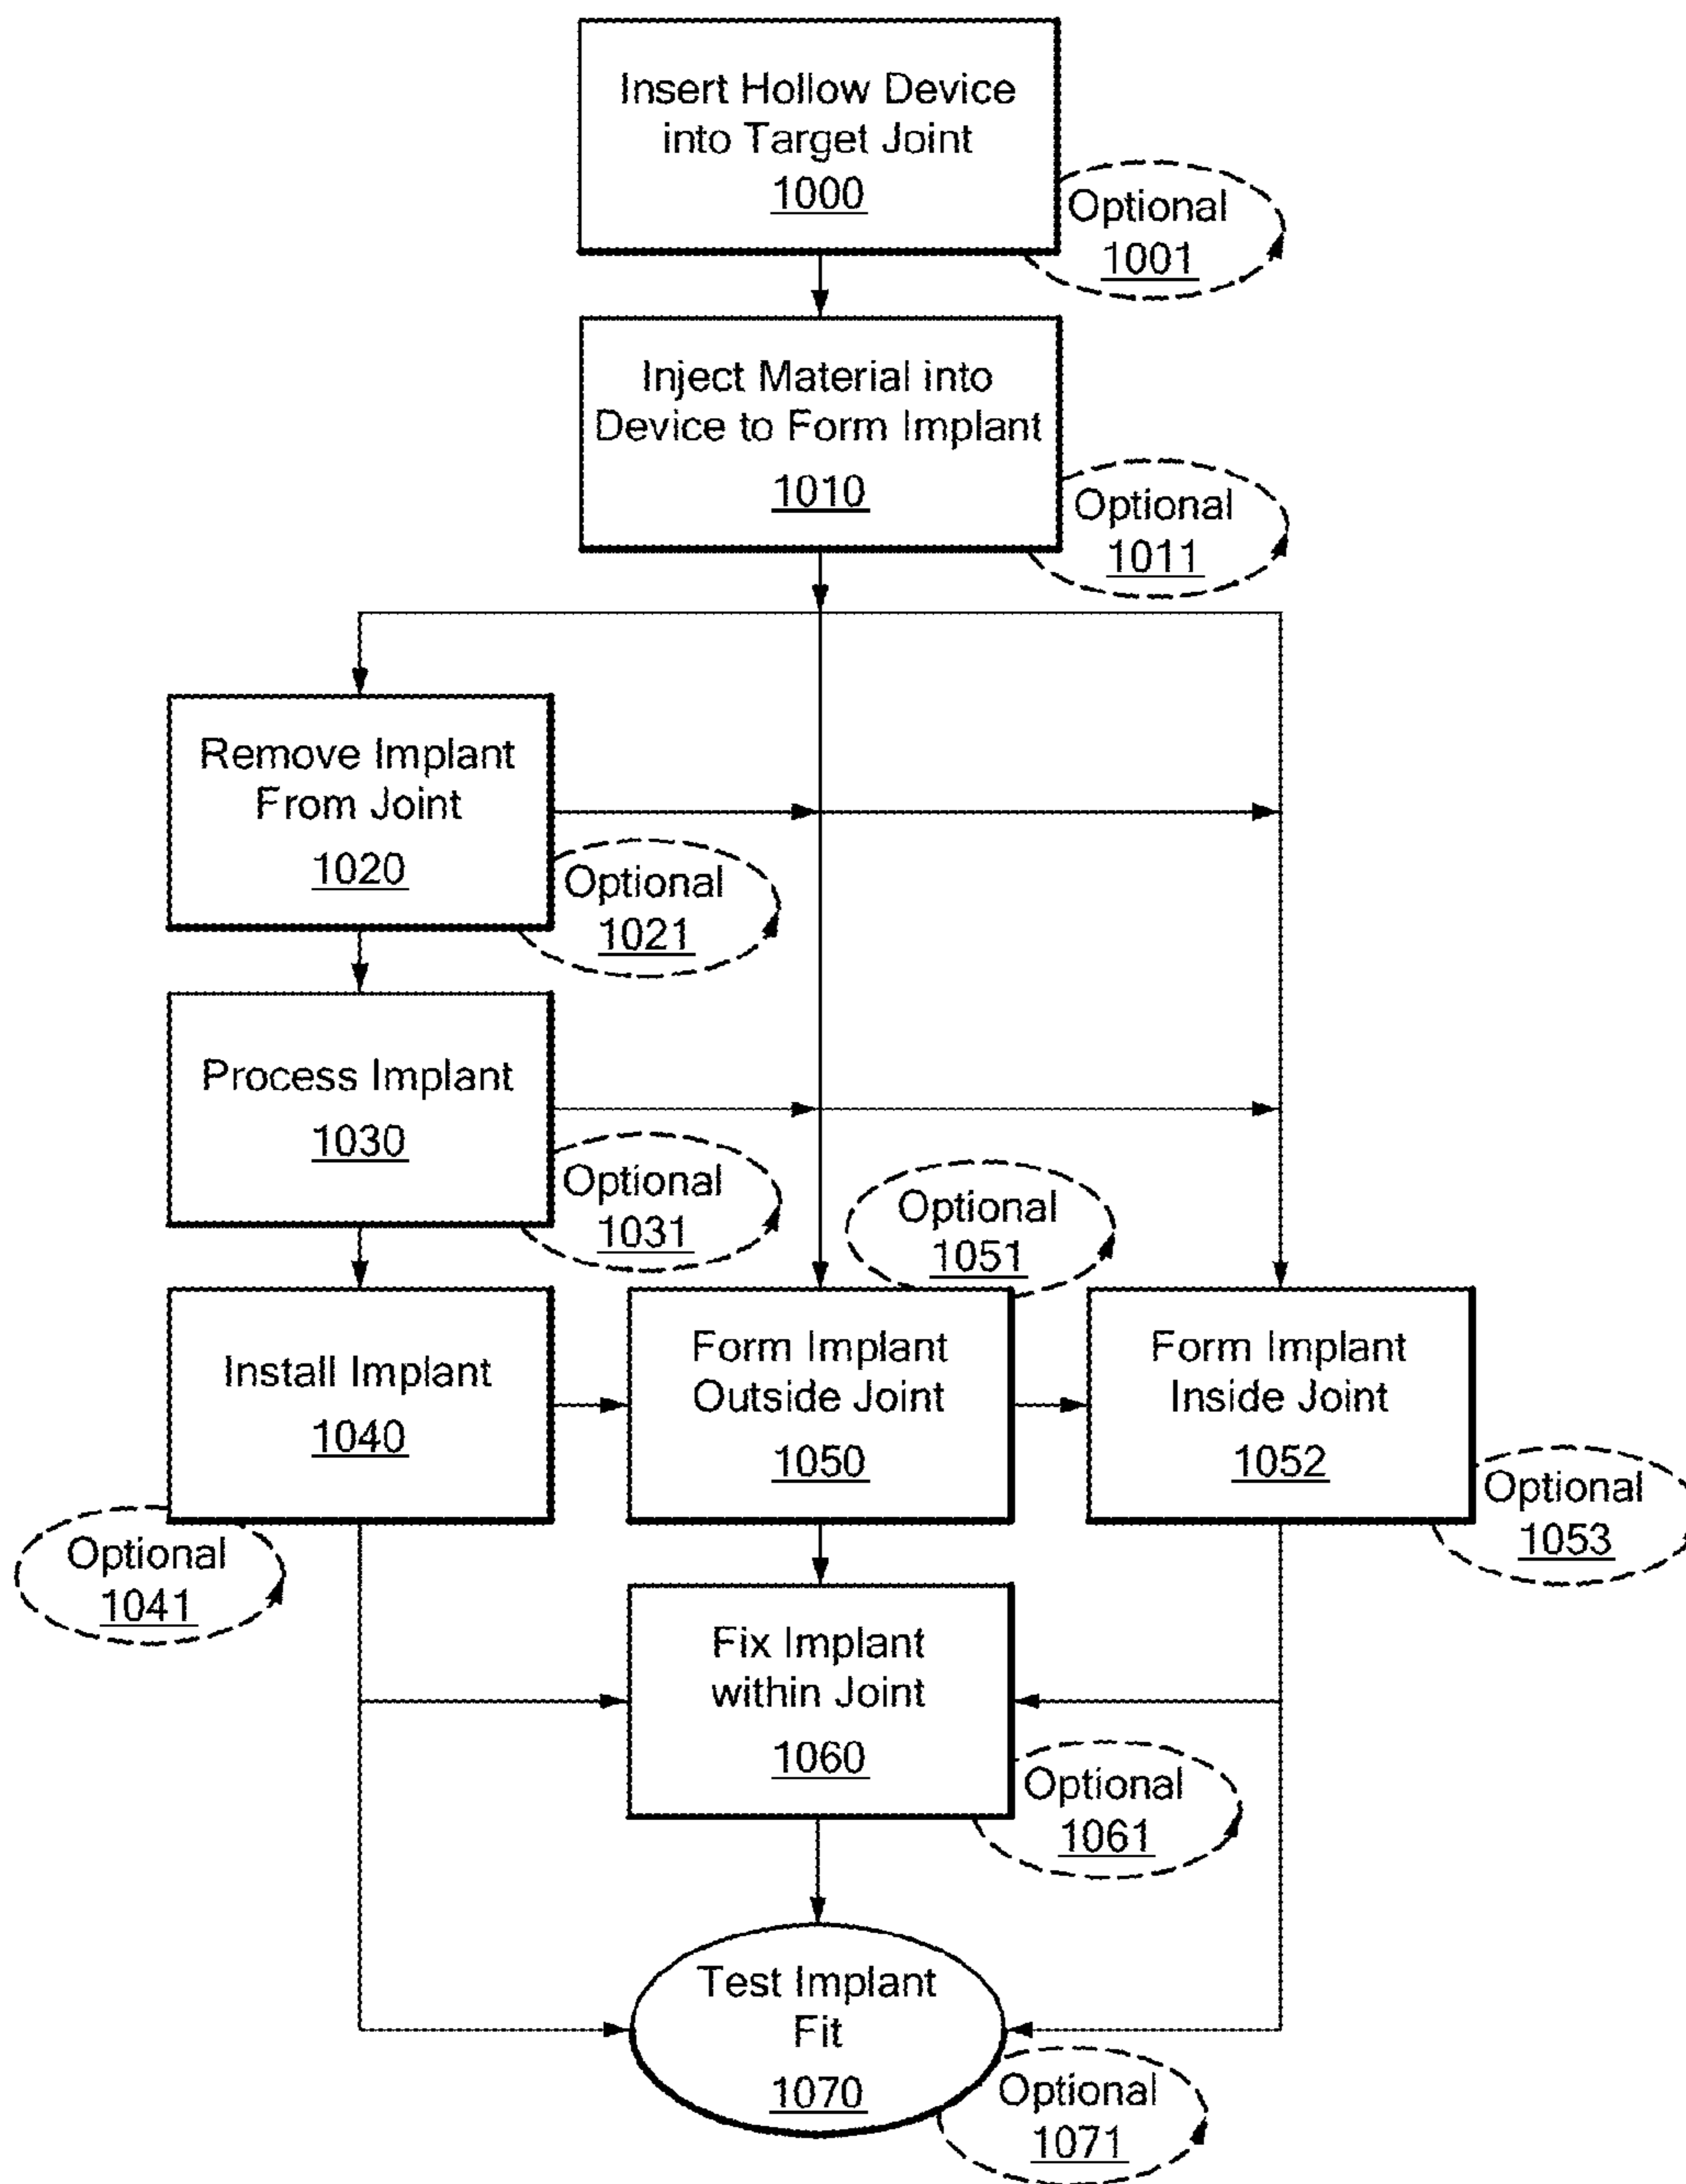 Insert Hollow Device
into Target Joint
1000
Optional
1001
Inject Material into
Device to Form Implant
1010
Optional
1011
Remove Implant
From Joint
1020
Optional
1021
Process Implant
1030
Optional
1031
Optional
1051
Install Implant
1040
Optional
1041
Form Implant
Outside Joint
1050
Form Implant
Inside Joint
1052
Optional
1053
Fix Implant
within Joint
1060
Optional
1061
Test Implant
Fit
1070
Optional
1071